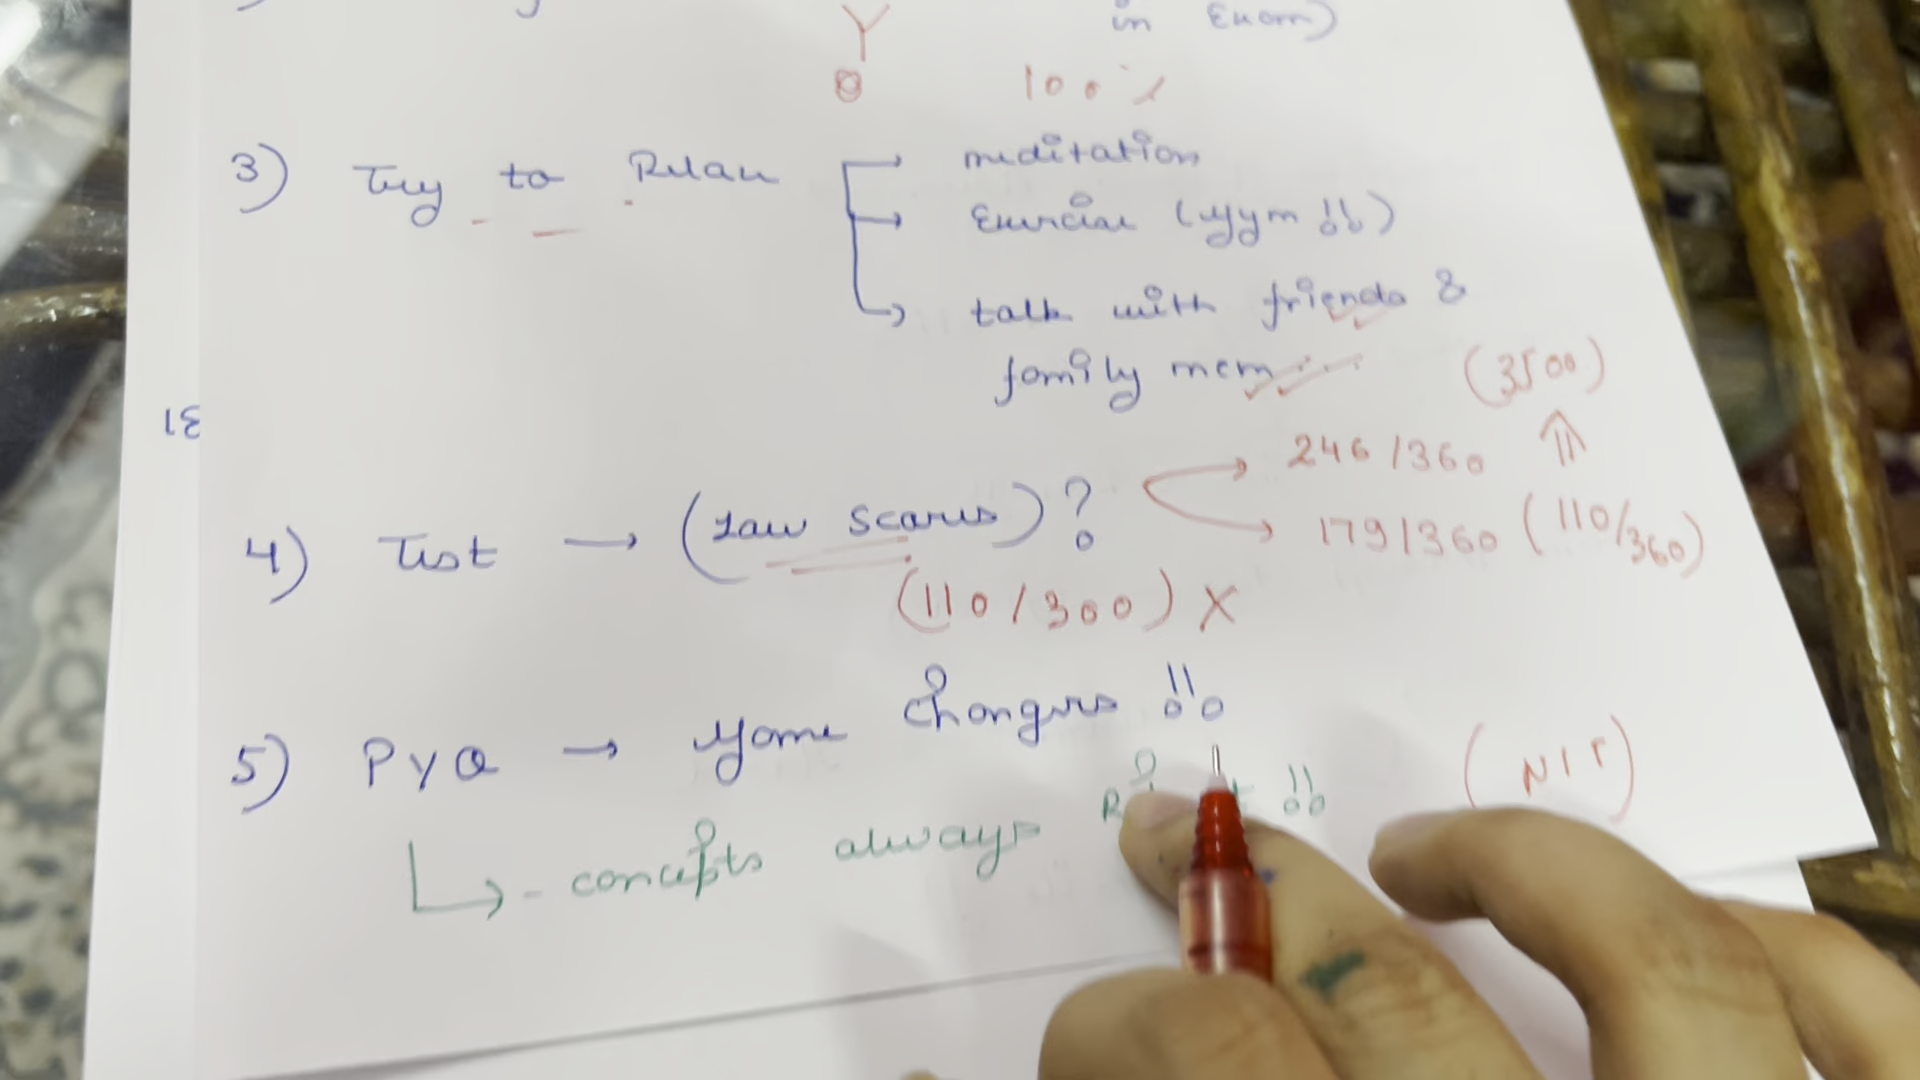 in Exam)
Y
100%
3) Try to Relax → meditation
→ Exercise (Gym !!)
→ talk with friends &
family mem..
(3500)
31
246/360
4) Test → (Low Scores)?
179/360 (110/360)
(110/300) X
5) PYQ → Game Changers !!
(NIT)
↳ - concepts always !!